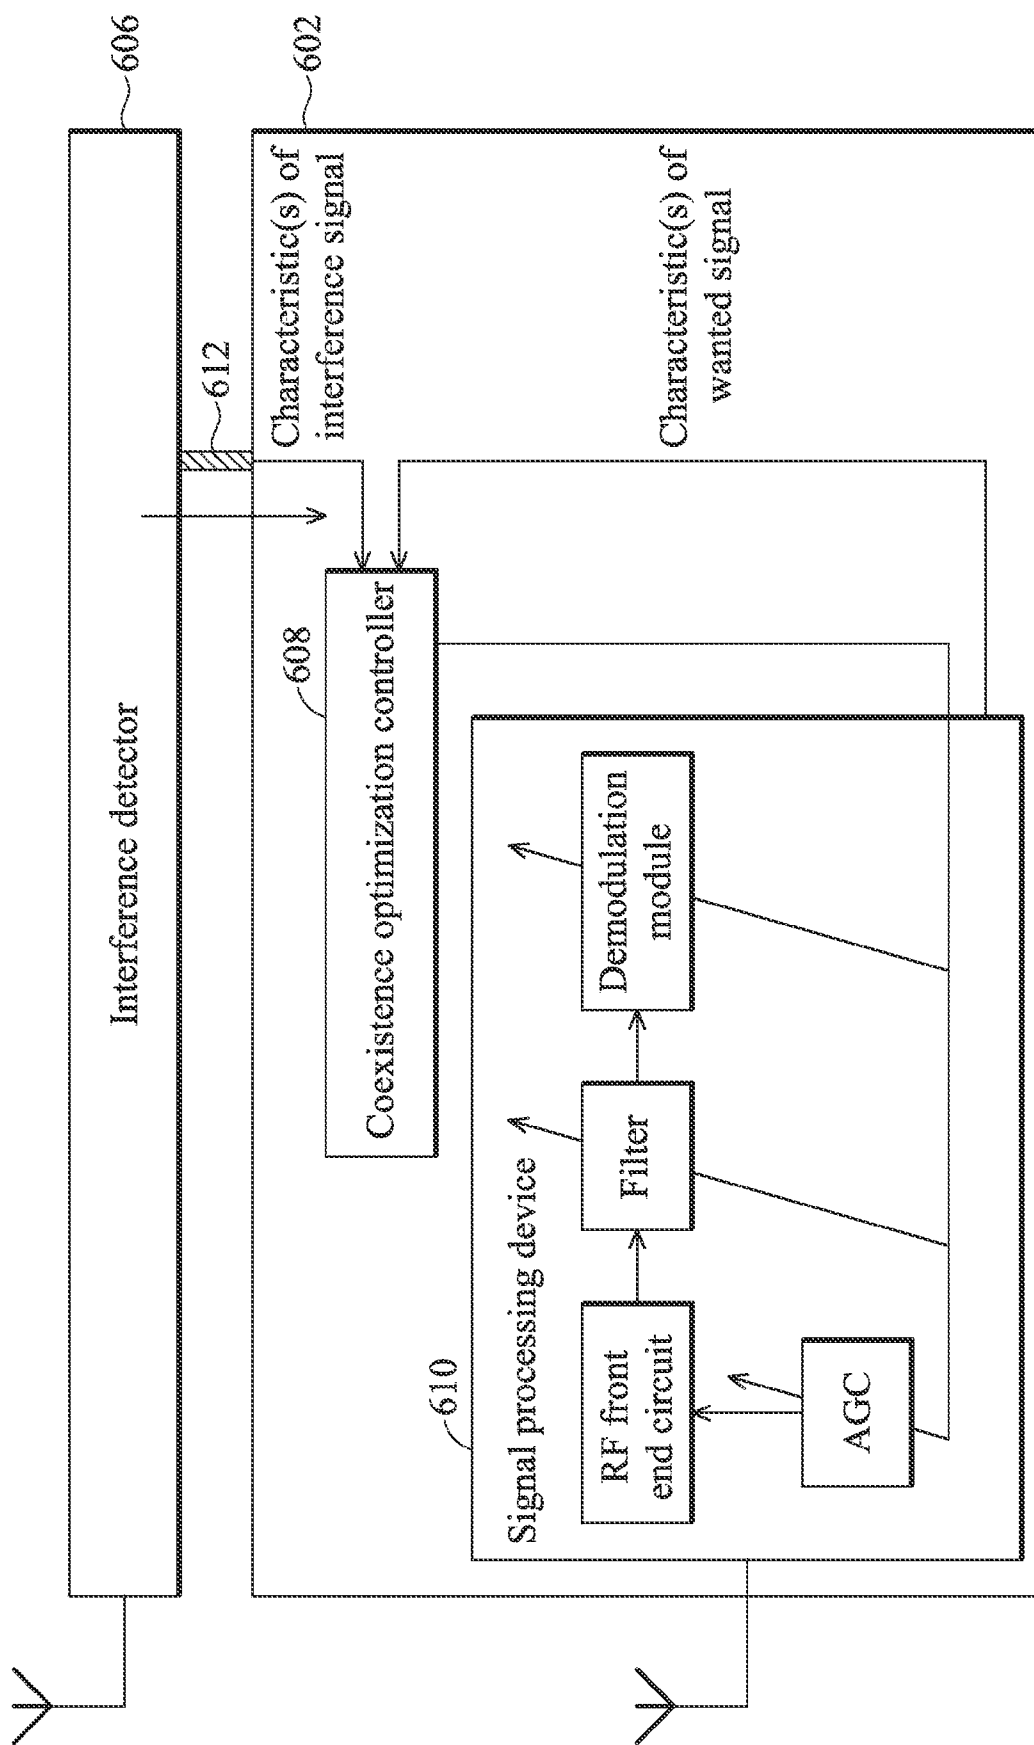 606
Interference detector
612
602
Characteristic(s) of
interference signal
608
Coexistence optimization controller
Characteristic(s) of
wanted signal
610
Signal processing device
RF front
end circuit
Filter
Demodulation
module
AGC